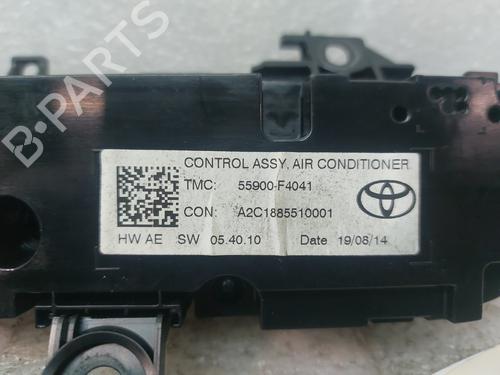 B-PARTS
CONTROL ASSY, AIR CONDITIONER
TMC: 55900-F4041
CON: A2C1885510001
HW AE SW 05.40.10 Date 19/08/14